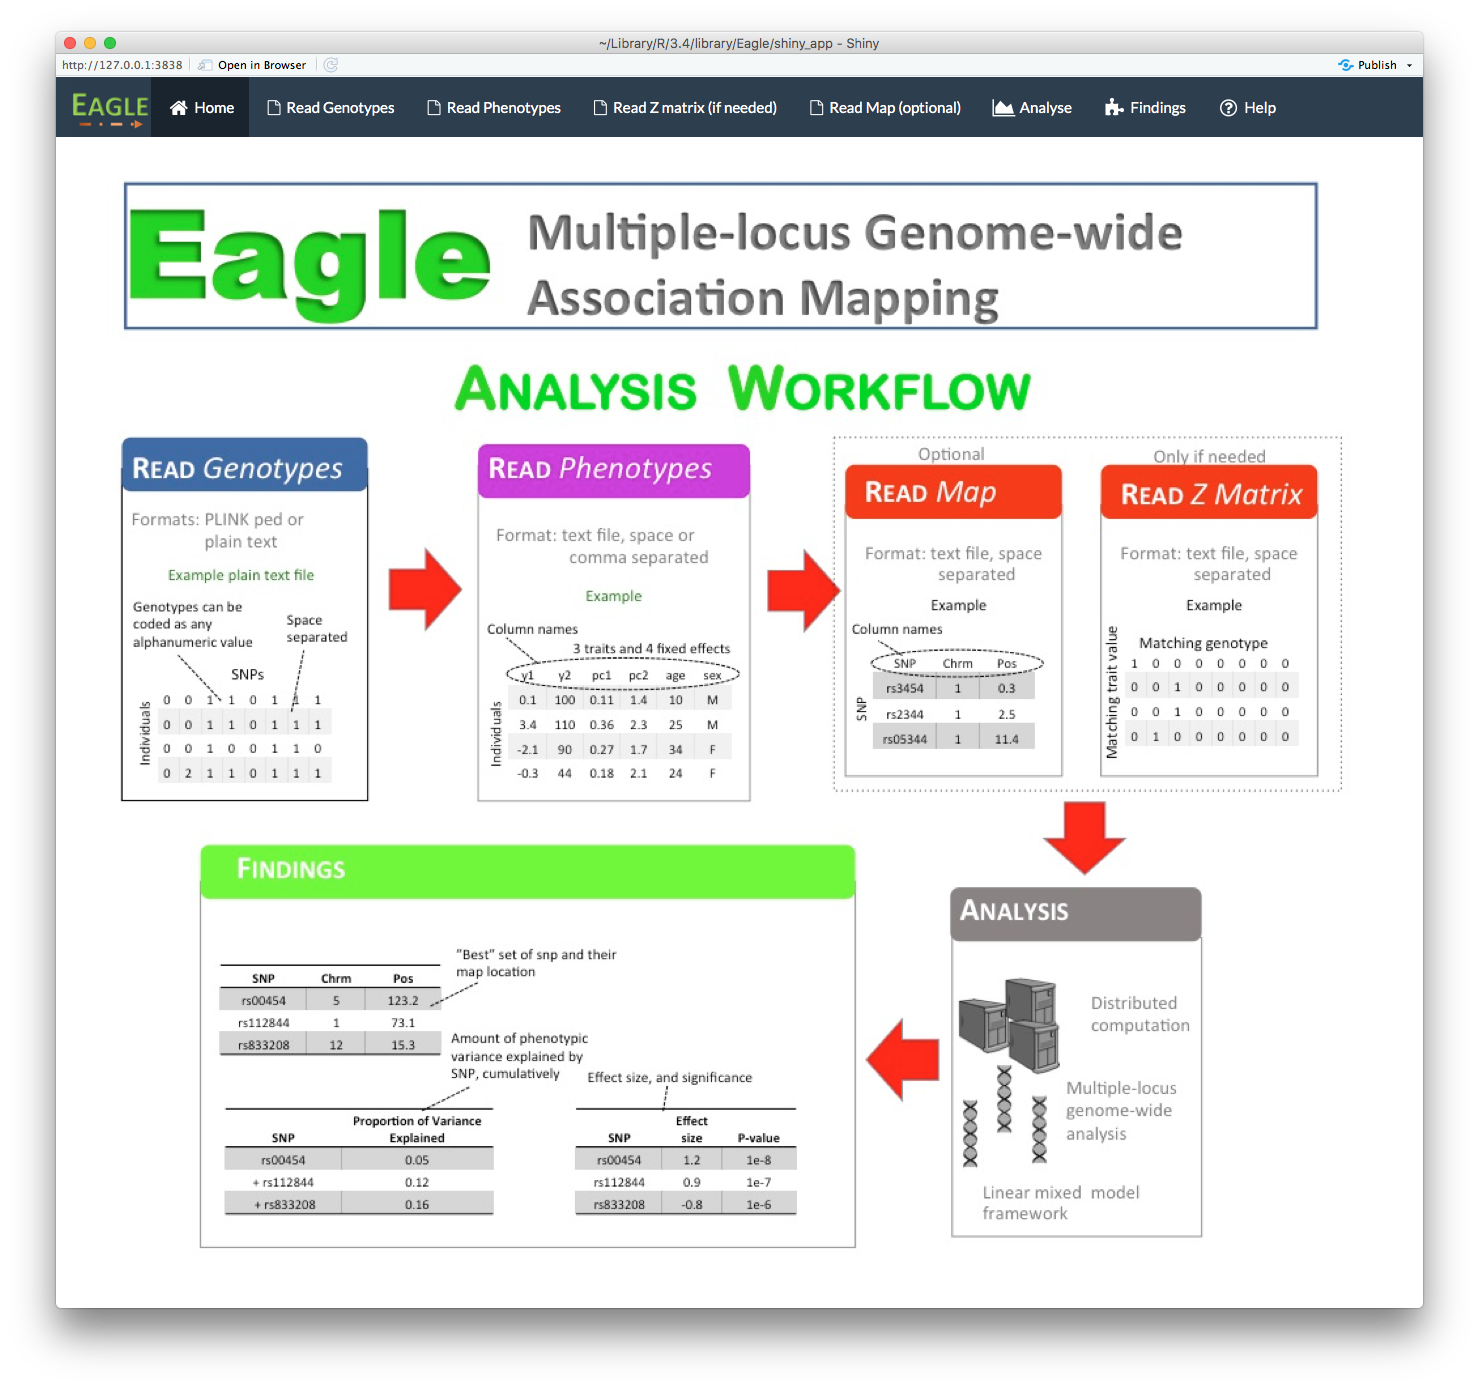 ~/Library/R/3.4/library/Eagle/shiny_app - Shiny
http://127.0.0.1:3838 Open in Browser Publish
EAGLE Home Read Genotypes Read Phenotypes Read Z matrix (if needed) Read Map (optional) Analyse Findings Help
Eagle
Multiple-locus Genome-wide
Association Mapping
ANALYSIS WORKFLOW
READ Genotypes
Formats: PLINK ped or
plain text
Example plain text file
Genotypes can be
coded as any
alphanumeric value
Space
separated
SNPs
Individuals
0 0 1 1 0 1 1 1
0 0 1 1 0 1 1 1
0 0 1 0 0 1 1 0
0 2 1 1 0 1 1 1
READ Phenotypes
Format: text file, space or
comma separated
Example
Column names
3 traits and 4 fixed effects
y1 y2 pc1 pc2 age sex
Individuals
0.1 100 0.11 1.4 10 M
3.4 110 0.36 2.3 25 M
-2.1 90 0.27 1.7 34 F
-0.3 44 0.18 2.1 24 F
Optional
READ Map
Format: text file, space
separated
Example
Column names
SNP Chrm Pos
SNP
rs3454 1 0.3
rs2344 1 2.5
rs05344 1 11.4
Only if needed
READ Z Matrix
Format: text file, space
separated
Example
Matching genotype
Matching trait value
1 0 0 0 0 0 0 0
0 0 1 0 0 0 0 0
0 0 1 0 0 0 0 0
0 1 0 0 0 0 0 0
FINDINGS
"Best" set of snp and their
map location
SNP Chrm Pos
rs00454 5 123.2
rs112844 1 73.1
rs833208 12 15.3
Amount of phenotypic
variance explained by
SNP, cumulatively
Proportion of Variance
SNP Explained
rs00454 0.05
+ rs112844 0.12
+ rs833208 0.16
Effect size, and significance
Effect
SNP size P-value
rs00454 1.2 1e-8
rs112844 0.9 1e-7
rs833208 -0.8 1e-6
ANALYSIS
Distributed
computation
Multiple-locus
genome-wide
analysis
Linear mixed model
framework